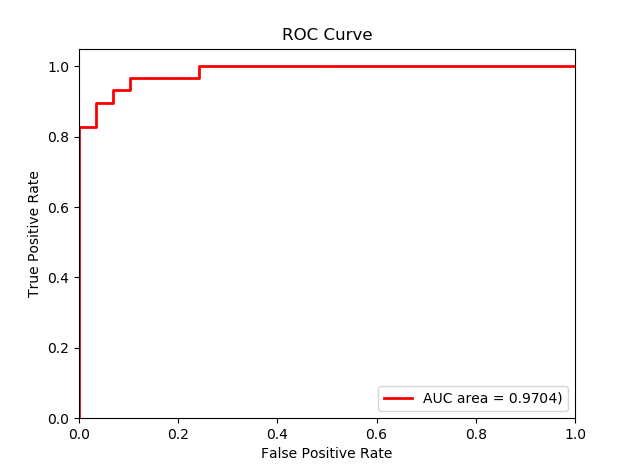 ROC Curve
True Positive Rate
1.0
0.8
0.6
0.4
0.2
0.0
AUC area = 0.9704)
0.0 0.2 0.4 0.6 0.8 1.0
False Positive Rate